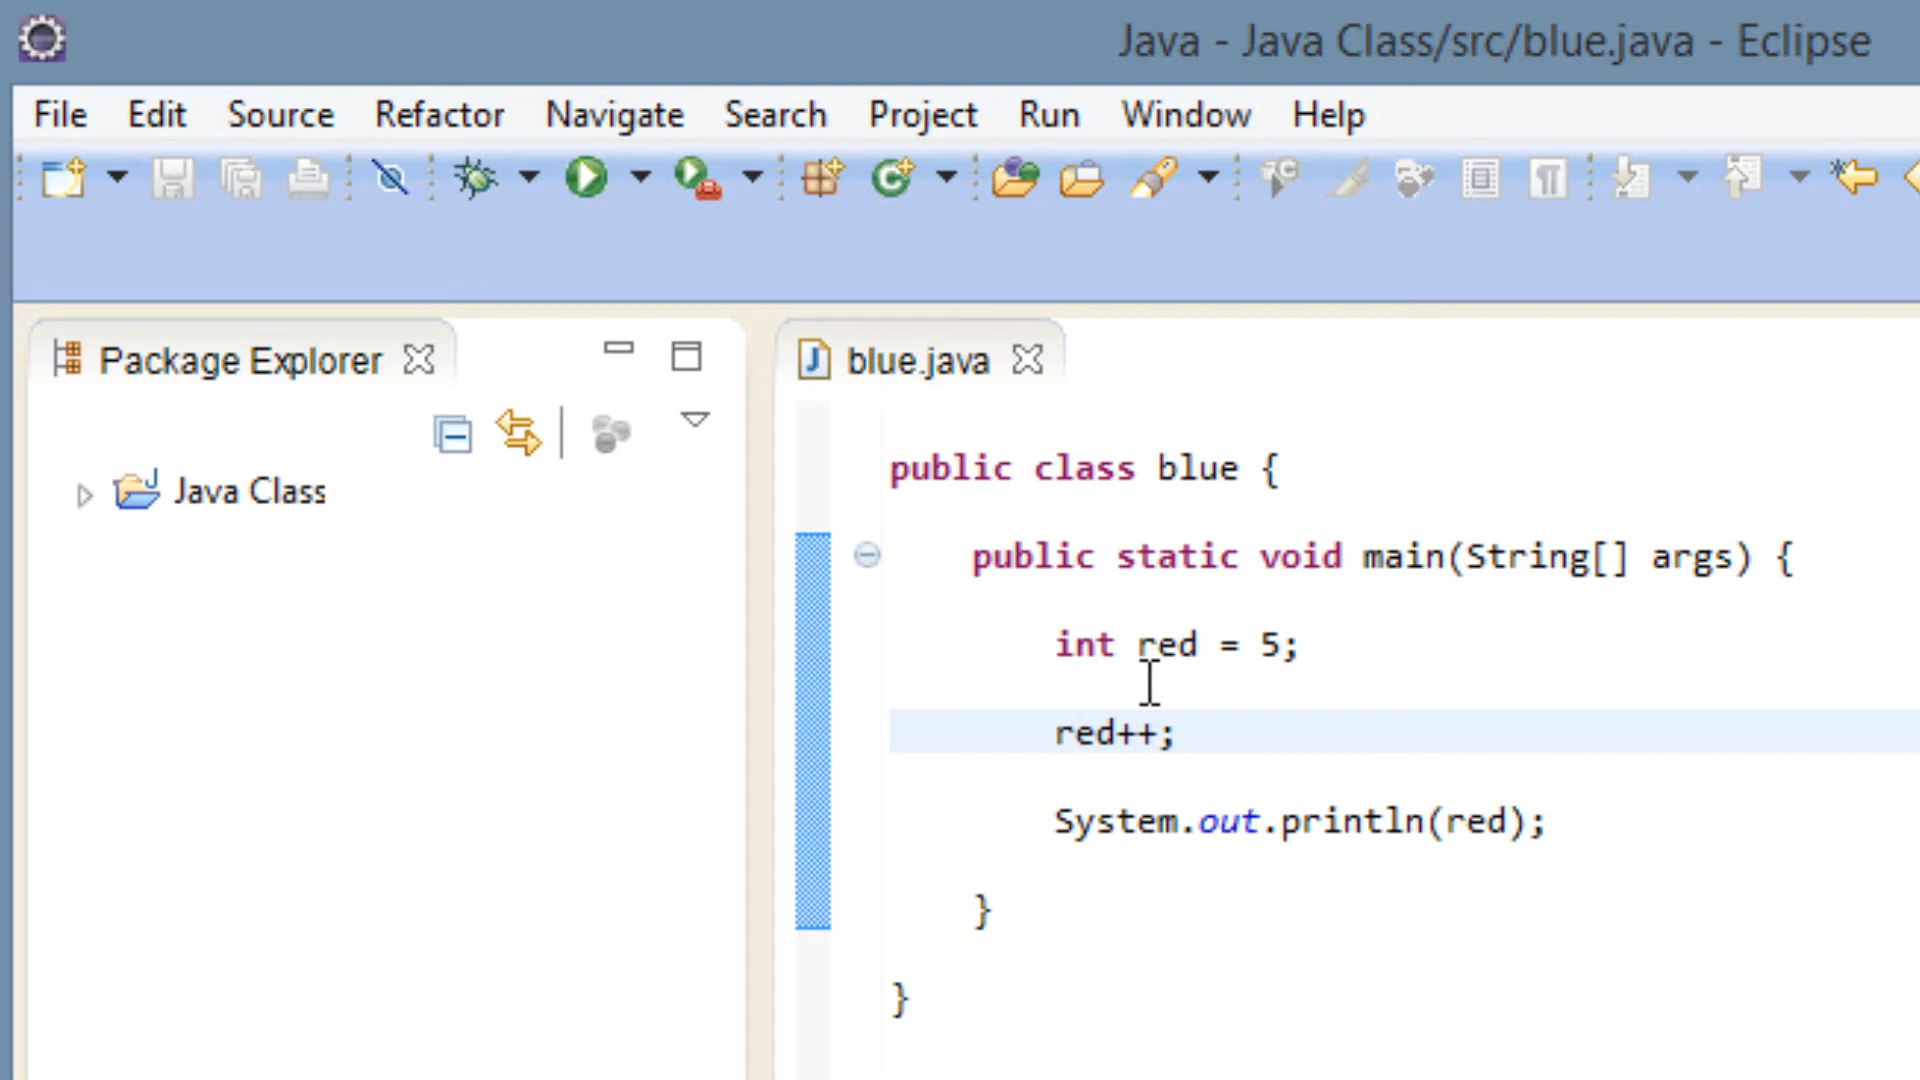 Java - Java Class/src/blue.java - Eclipse
File Edit Source Refactor Navigate Search Project Run Window Help
Package Explorer
Java Class
blue.java
public class blue {
public static void main(String[] args) {
int red = 5;
red++;
System.out.println(red);
}
}